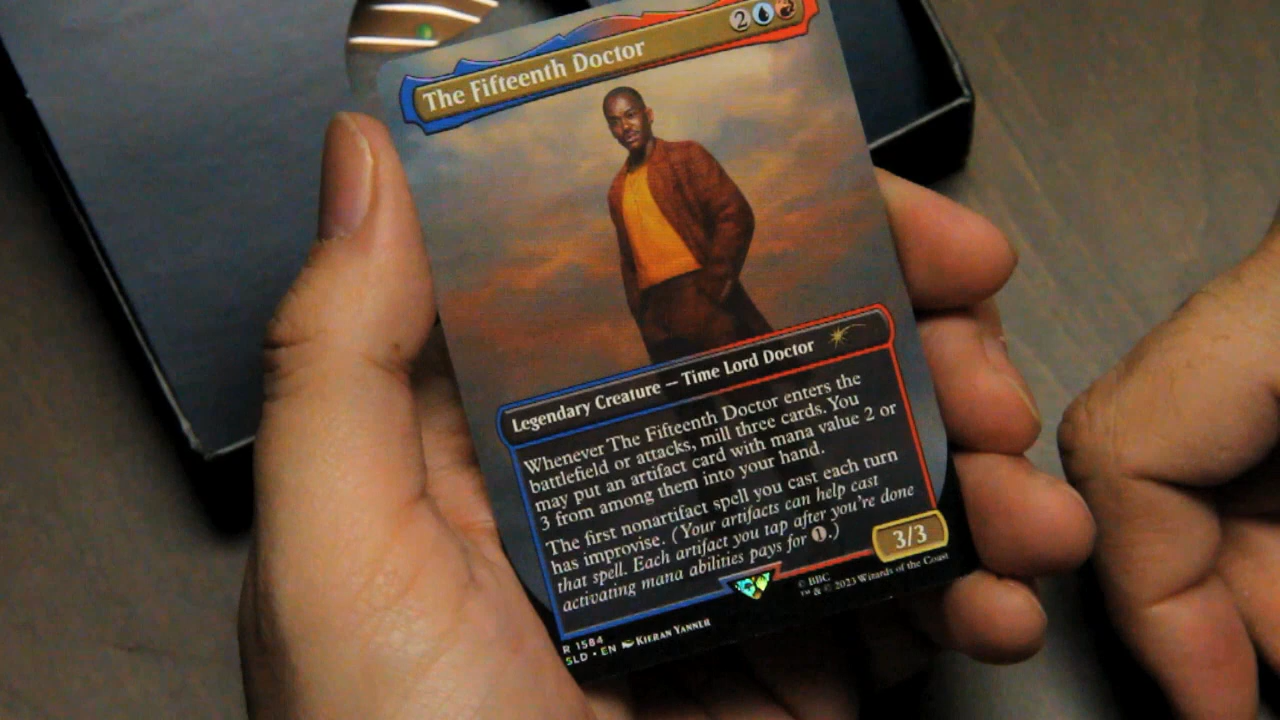 The Fifteenth Doctor 2
Legendary Creature — Time Lord Doctor
Whenever The Fifteenth Doctor enters the
battlefield or attacks, mill three cards. You
may put an artifact card with mana value 2 or
3 from among them into your hand.
The first nonartifact spell you cast each turn
has improvise. (Your artifacts can help cast
that spell. Each artifact you tap after you're done
activating mana abilities pays for 1.)
3/3
R 1584
SLD • EN KIERAN YANNER
© BBC
™ & © 2023 Wizards of the Coast